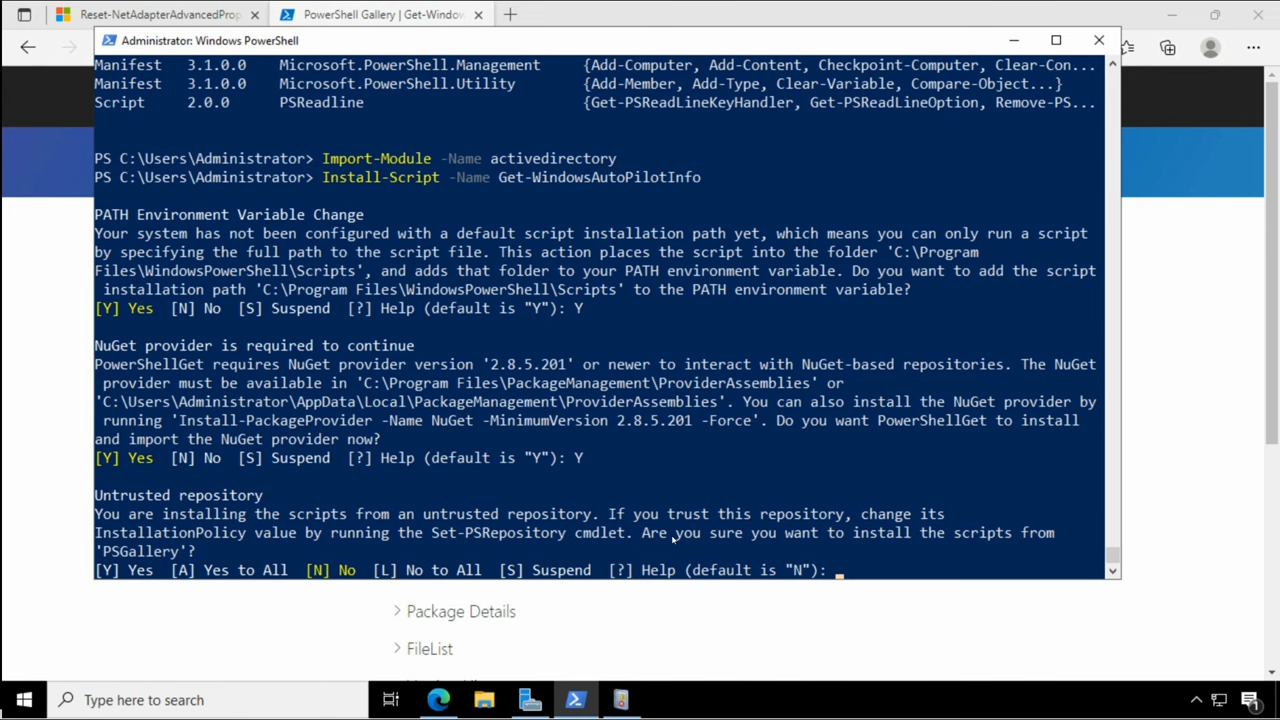 Reset-NetAdapterAdvancedProp
PowerShell Gallery | Get-Window
Administrator: Windows PowerShell
Manifest 3.1.0.0 Microsoft.PowerShell.Management {Add-Computer, Add-Content, Checkpoint-Computer, Clear-Con...
Manifest 3.1.0.0 Microsoft.PowerShell.Utility {Add-Member, Add-Type, Clear-Variable, Compare-Object...}
Script 2.0.0 PSReadline {Get-PSReadLineKeyHandler, Get-PSReadLineOption, Remove-PS...
PS C:\Users\Administrator> Import-Module -Name activedirectory
PS C:\Users\Administrator> Install-Script -Name Get-WindowsAutoPilotInfo
PATH Environment Variable Change
Your system has not been configured with a default script installation path yet, which means you can only run a script
by specifying the full path to the script file. This action places the script into the folder 'C:\Program
Files\WindowsPowerShell\Scripts', and adds that folder to your PATH environment variable. Do you want to add the script
installation path 'C:\Program Files\WindowsPowerShell\Scripts' to the PATH environment variable?
[Y] Yes [N] No [S] Suspend [?] Help (default is "Y"): Y
NuGet provider is required to continue
PowerShellGet requires NuGet provider version '2.8.5.201' or newer to interact with NuGet-based repositories. The NuGet
provider must be available in 'C:\Program Files\PackageManagement\ProviderAssemblies' or
'C:\Users\Administrator\AppData\Local\PackageManagement\ProviderAssemblies'. You can also install the NuGet provider by
running 'Install-PackageProvider -Name NuGet -MinimumVersion 2.8.5.201 -Force'. Do you want PowerShellGet to install
and import the NuGet provider now?
[Y] Yes [N] No [S] Suspend [?] Help (default is "Y"): Y
Untrusted repository
You are installing the scripts from an untrusted repository. If you trust this repository, change its
InstallationPolicy value by running the Set-PSRepository cmdlet. Are you sure you want to install the scripts from
'PSGallery'?
[Y] Yes [A] Yes to All [N] No [L] No to All [S] Suspend [?] Help (default is "N"):
Package Details
FileList
Type here to search
1